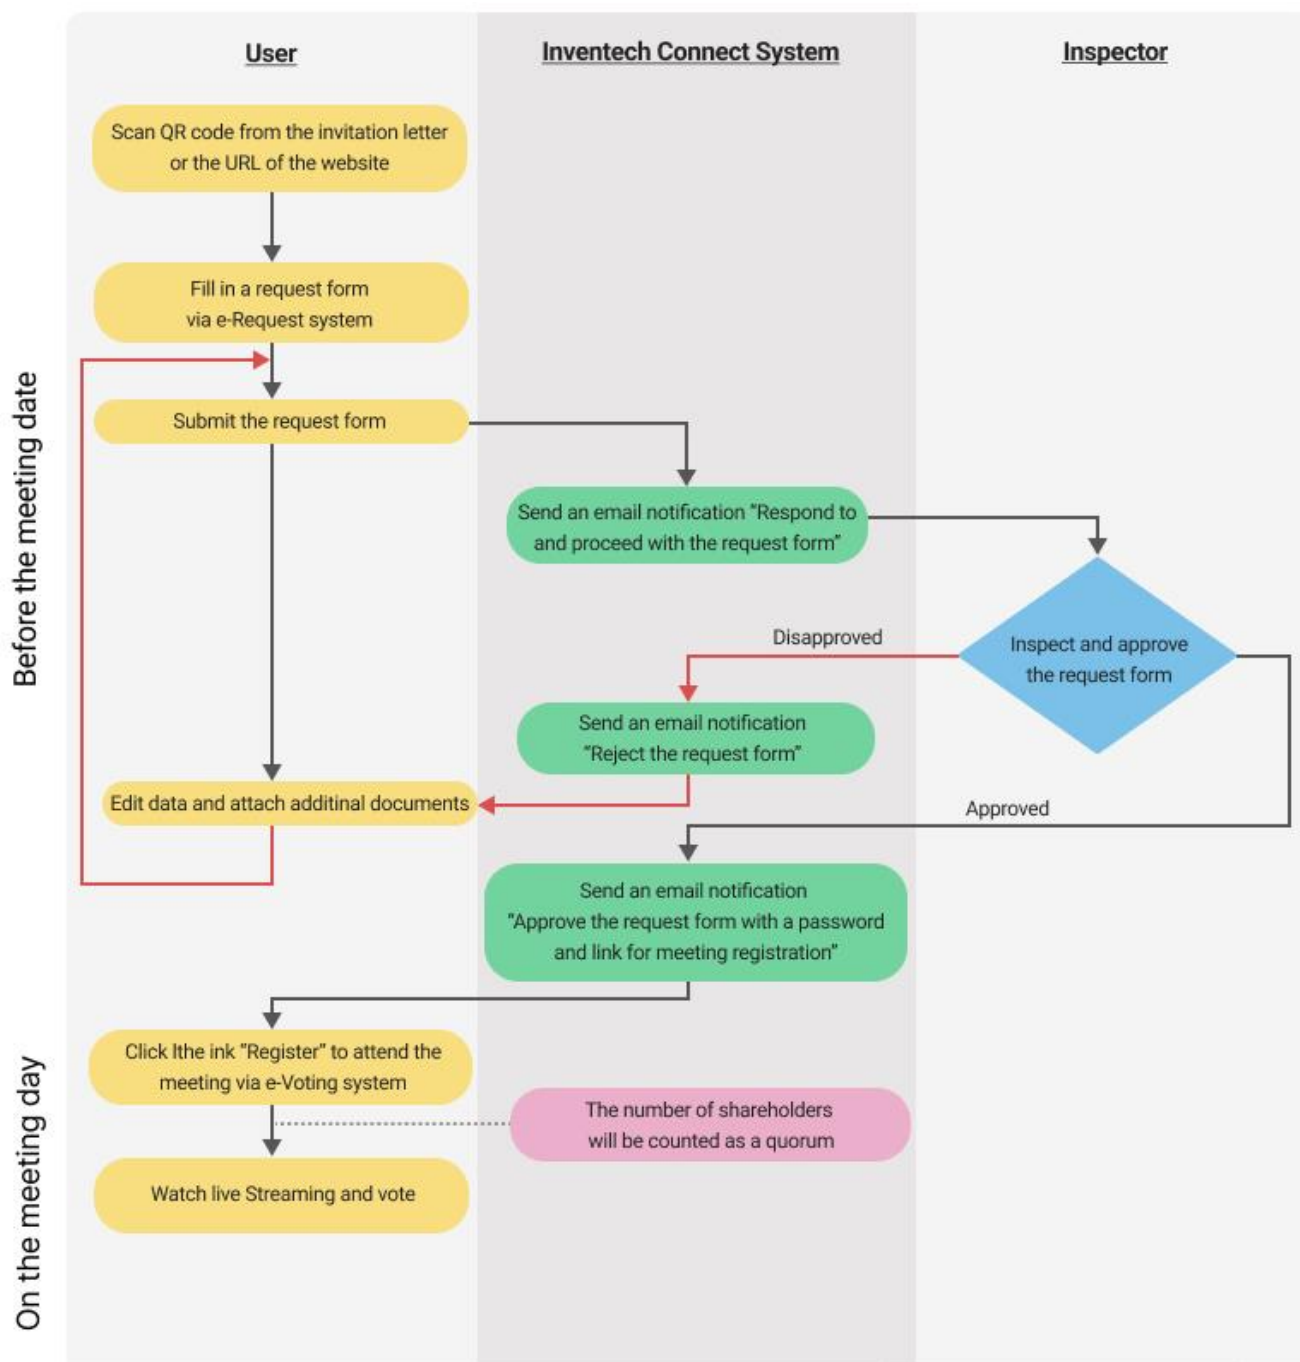 User
Inventech Connect System
Inspector
Before the meeting date
Scan QR code from the invitation letter
or the URL of the website
Fill in a request form
via e-Request system
Submit the request form
Send an email notification “Respond to
and proceed with the request form”
Inspect and approve
the request form
Disapproved
Send an email notification
“Reject the request form”
Edit data and attach additinal documents
Approved
Send an email notification
“Approve the request form with a password
and link for meeting registration”
On the meeting day
Click lthe ink “Register” to attend the
meeting via e-Voting system
The number of shareholders
will be counted as a quorum
Watch live Streaming and vote